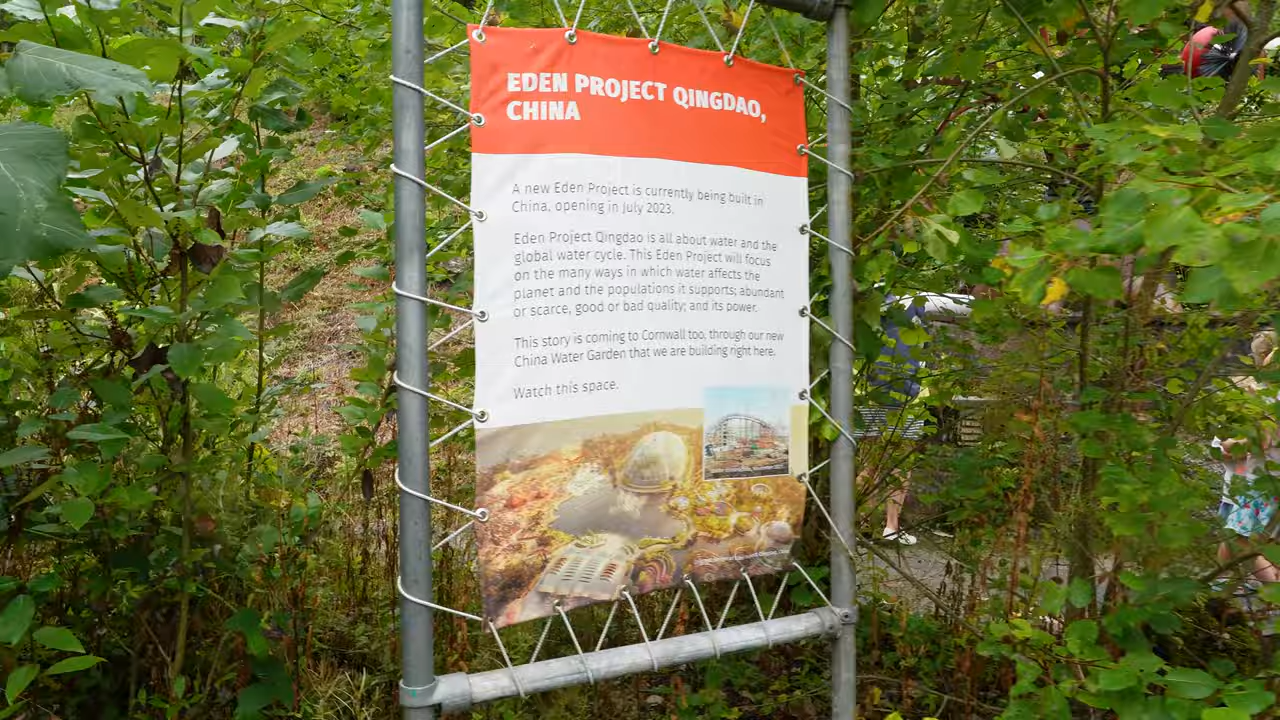 EDEN PROJECT QINGDAO,
CHINA
A new Eden Project is currently being built in
China, opening in July 2023.
Eden Project Qingdao is all about water and the
global water cycle. This Eden Project will focus
on the many ways in which water affects the
planet and the populations it supports; abundant
or scarce, good or bad quality; and its power.
This story is coming to Cornwall too, through our new
China Water Garden that we are building right here.
Watch this space.